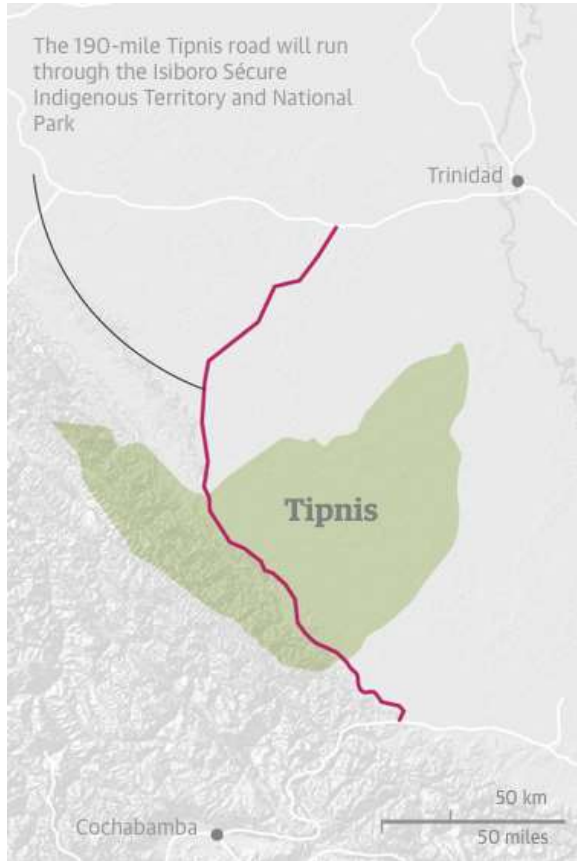 The 190-mile Tipnis road will run
through the Isiboro Sécure
Indigenous Territory and National
Park
Trinidad
Tipnis
50 km
50 miles
Cochabamba